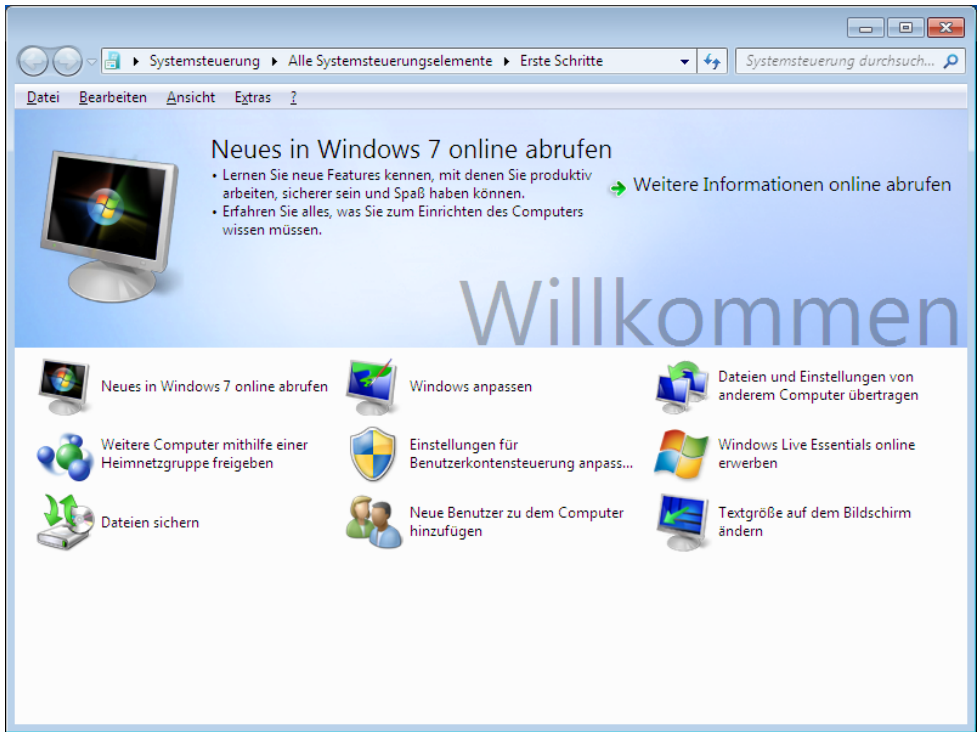 Systemsteuerung ▸ Alle Systemsteuerungselemente ▸ Erste Schritte
Systemsteuerung durchsuch...
Datei Bearbeiten Ansicht Extras ?
Neues in Windows 7 online abrufen
• Lernen Sie neue Features kennen, mit denen Sie produktiv
arbeiten, sicherer sein und Spaß haben können.
• Erfahren Sie alles, was Sie zum Einrichten des Computers
wissen müssen.
Weitere Informationen online abrufen
Willkommen
Neues in Windows 7 online abrufen
Windows anpassen
Dateien und Einstellungen von
anderem Computer übertragen
Weitere Computer mithilfe einer
Heimnetzgruppe freigeben
Einstellungen für
Benutzerkontensteuerung anpass...
Windows Live Essentials online
erwerben
Dateien sichern
Neue Benutzer zu dem Computer
hinzufügen
Textgröße auf dem Bildschirm
ändern